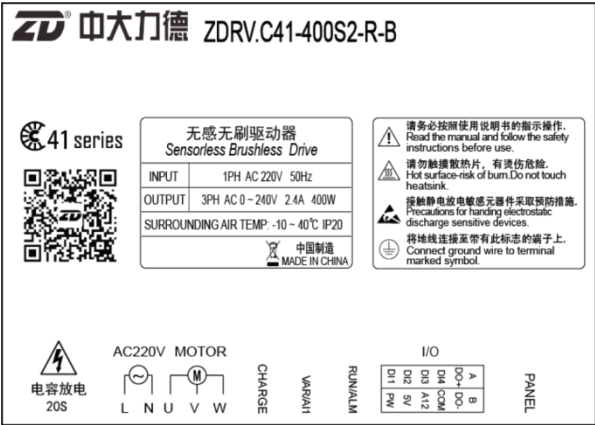 ZD® 中大力德 ZDRV.C41-400S2-R-B
C41 series
无感无刷驱动器
Sensorless Brushless Drive
INPUT 1PH AC 220V 50Hz
OUTPUT 3PH AC 0~240V 2.4A 400W
SURROUNDING AIR TEMP: -10~40℃ IP20
中国制造
MADE IN CHINA
请务必按照使用说明书的指示操作.
Read the manual and follow the safety
instructions before use.
请勿触摸散热片，有烫伤危险.
Hot surface-risk of burn.Do not touch
heatsink.
接触静电放电敏感元器件采取预防措施.
Precautions for handing electrostatic
discharge sensitive devices.
将地线连接至带有此标志的端子上.
Connect ground wire to terminal
marked symbol.
ZD
电容放电
20S
AC220V MOTOR
M
L N U V W
CHARGE
VAR/AI1
RUN/ALM
I/O
DI1 DI2 DI3 DI4 DO+ A
PW 5V A12 COM DO- B
PANEL